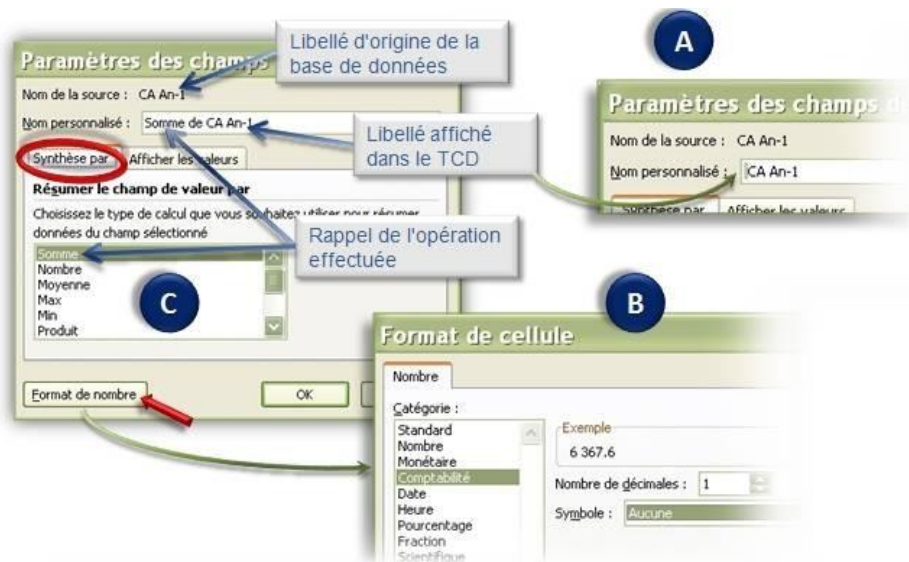 Paramètres des champs
Nom de la source : CA An-1
Nom personnalisé : Somme de CA An-1
Synthèse par
Afficher les valeurs
Résumer le champ de valeur par
Choisissez le type de calcul que vous souhaitez utiliser pour résumer
données du champ sélectionné
Somme
Nombre
Moyenne
Max
Min
Produit
Format de nombre
OK
Libellé d'origine de la
base de données
Libellé affiché
dans le TCD
Rappel de l'opération
effectuée
C
A
Paramètres des champs d
Nom de la source : CA An-1
Nom personnalisé : CA An-1
Synthèse par
Afficher les valeurs
B
Format de cellule
Nombre
Catégorie :
Standard
Nombre
Monétaire
Comptabilité
Date
Heure
Pourcentage
Fraction
Scientifique
Exemple
6 367.6
Nombre de décimales : 1
Symbole : Aucune